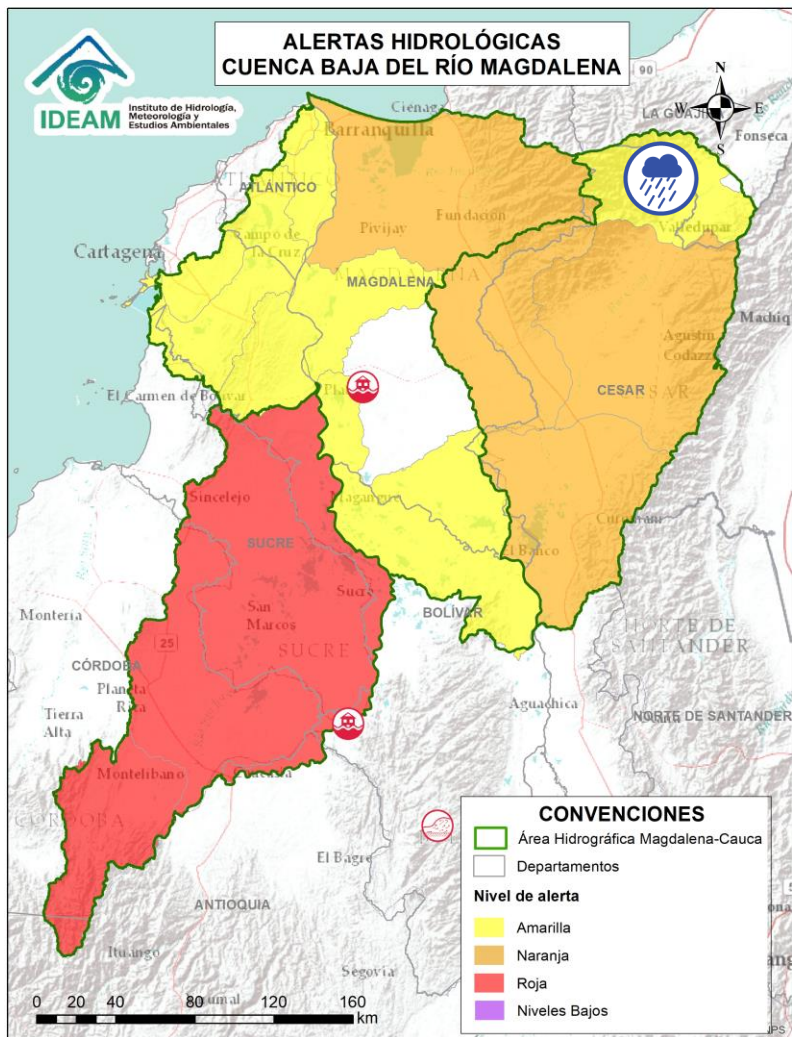 ALERTAS HIDROLÓGICAS
CUENCA BAJA DEL RÍO MAGDALENA
IDEAM
Instituto de Hidrología,
Meteorología y
Estudios Ambientales
N
W
E
S
90
Ciénaga
LA GUAJIRA
Barranquilla
Fonseca
ATLÁNTICO
Pivijay
Fundación
Valledupar
Campo de
la Cruz
Cartagena
MAGDALENA
MAGDALENA
Machiq
Agustín
Codazzi
CESAR
El Carmen de Bolívar
Plato
Sincelejo
Magangué
Curumaní
SUCRE
El Banco
Sucre
BOLÍVAR
San
Marcos
Montería
SUCRE
NORTE DE
SANTANDER
25
CÓRDOBA
Planeta
Rica
Aguachica
Tierra
Alta
NORTE DE SANTANDER
Montelíbano
CÓRDOBA
El Bagre
ANTIOQUIA
Ituango
Segovia
CONVENCIONES
Área Hidrográfica Magdalena-Cauca
Departamentos
Nivel de alerta
Amarilla
Naranja
Roja
Niveles Bajos
0 20 40 80 120 160
km